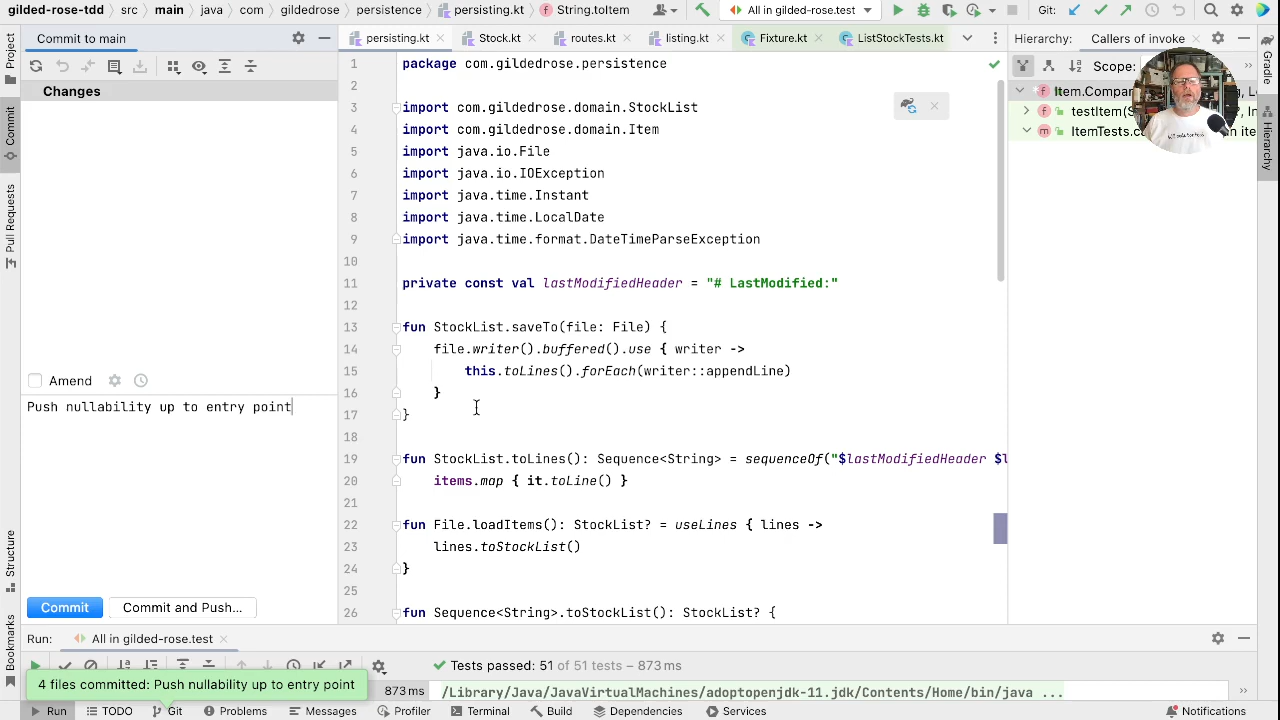 gilded-rose-tdd src main java com gildedrose persistence persisting.kt String.toItem All in gilded-rose.test
Project
Commit
Pull Requests
Structure
Bookmarks
Commit to main
Changes
Amend
Push nullability up to entry point
Commit
Commit and Push...
persisting.kt Stock.kt routes.kt listing.kt Fixture.kt ListStockTests.kt
1 package com.gildedrose.persistence
2
3 import com.gildedrose.domain.StockList
4 import com.gildedrose.domain.Item
5 import java.io.File
6 import java.io.IOException
7 import java.time.Instant
8 import java.time.LocalDate
9 import java.time.format.DateTimeParseException
10
11 private const val lastModifiedHeader = "# LastModified:"
12
13 fun StockList.saveTo(file: File) {
14 file.writer().buffered().use { writer ->
15 this.toLines().forEach(writer::appendLine)
16 }
17 }
18
19 fun StockList.toLines(): Sequence<String> = sequenceOf("$lastModifiedHeader $l
20 items.map { it.toLine() }
21
22 fun File.loadItems(): StockList? = useLines { lines ->
23 lines.toStockList()
24 }
25
26 fun Sequence<String>.toStockList(): StockList? {
Hierarchy: Callers of invoke
Scope:
Item.Compan
testItem(S
ItemTests.c
Gradle
Hierarchy
Run: All in gilded-rose.test
Tests passed: 51 of 51 tests – 873 ms
4 files committed: Push nullability up to entry point
873 ms
/Library/Java/JavaVirtualMachines/adoptopenjdk-11.jdk/Contents/Home/bin/java ...
Run TODO Git Problems Messages Profiler Terminal Build Dependencies Services Notifications